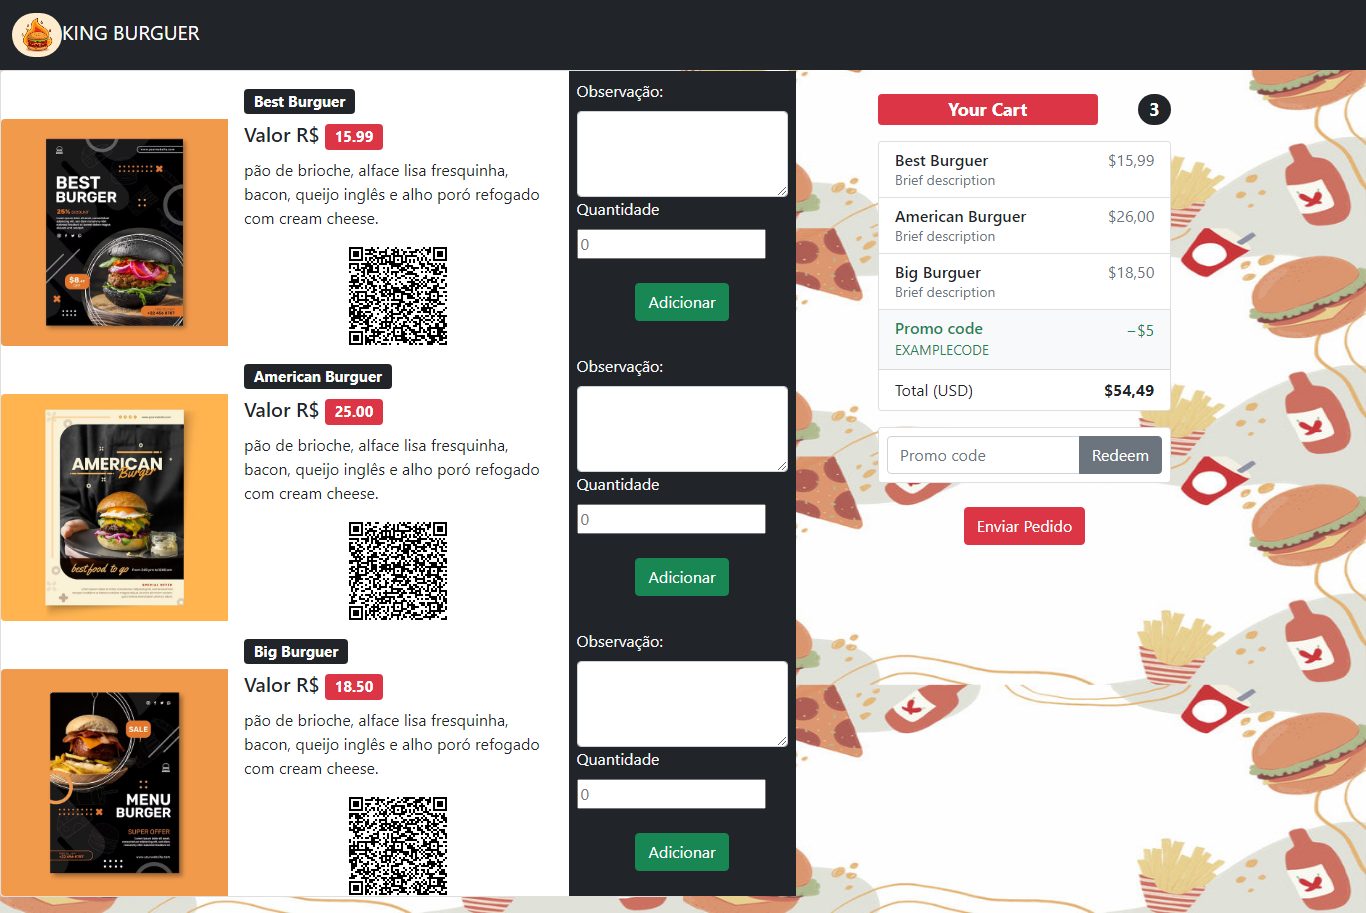 KING BURGUER
Best Burguer
Valor R$ 15.99
pão de brioche, alface lisa fresquinha,
bacon, queijo inglês e alho poró refogado
com cream cheese.
BEST
BURGER
25%
Observação:
Quantidade
0
Adicionar
American Burguer
Valor R$ 25.00
pão de brioche, alface lisa fresquinha,
bacon, queijo inglês e alho poró refogado
com cream cheese.
AMERICAN
Burger
best food to go
SPECIAL OFFER
Observação:
Quantidade
0
Adicionar
Big Burguer
Valor R$ 18.50
pão de brioche, alface lisa fresquinha,
bacon, queijo inglês e alho poró refogado
com cream cheese.
SALE
MENU
BURGER
SUPER OFFER
Observação:
Quantidade
0
Adicionar
Your Cart 3
Best Burguer $15,99
Brief description
American Burguer $26,00
Brief description
Big Burguer $18,50
Brief description
Promo code −$5
EXAMPLECODE
Total (USD) $54,49
Promo code Redeem
Enviar Pedido